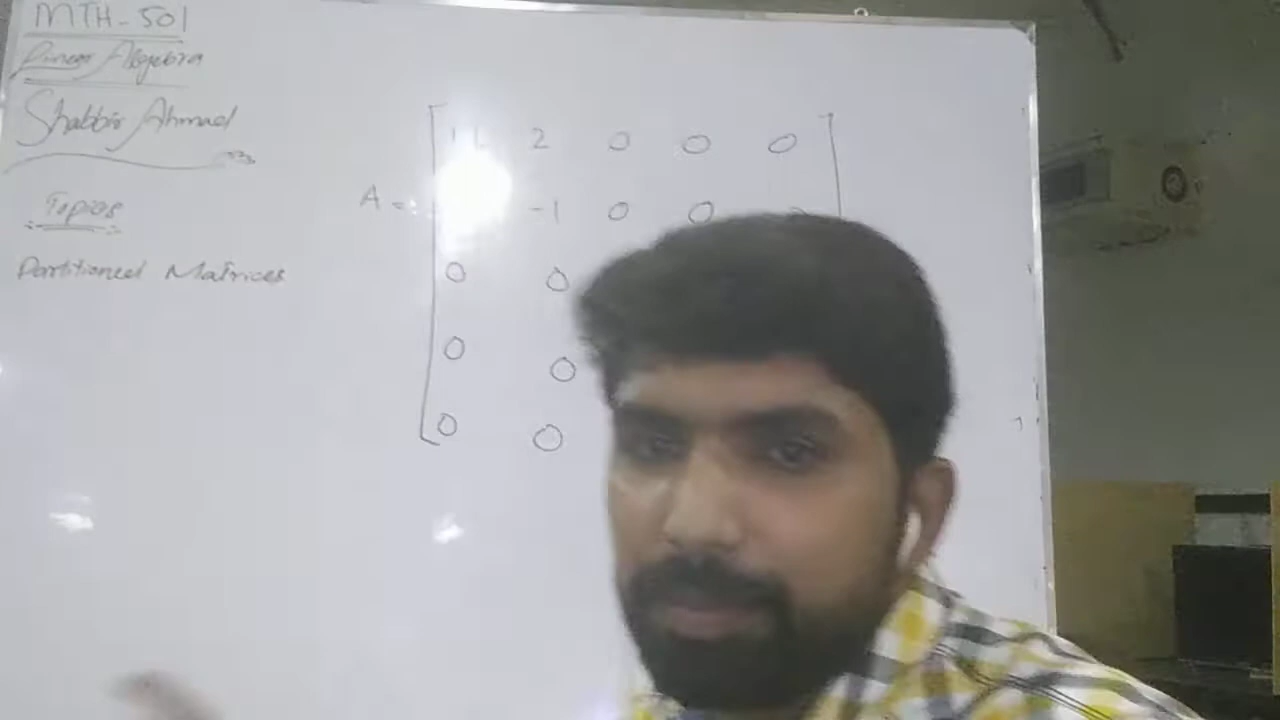 MTH-501
Linear Algebra
Shabbir Ahmad
Topics
Partitioned Matrices
2 0 0 0
A = -1 0 0
0 0
0 0
0 0